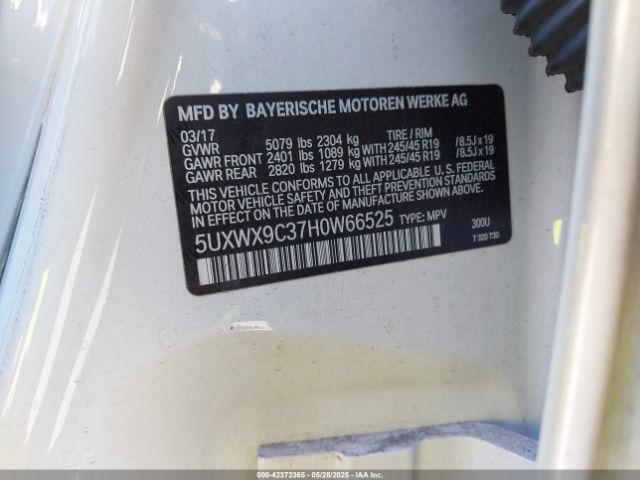 MFD BY BAYERISCHE MOTOREN WERKE AG
03/17
GVWR 5079 lbs 2304 kg TIRE / RIM
GAWR FRONT 2401 lbs 1089 kg WITH 245/45 R19 /8.5J x 19
GAWR REAR 2820 lbs 1279 kg WITH 245/45 R19 /8.5J x 19
THIS VEHICLE CONFORMS TO ALL APPLICABLE U.S. FEDERAL
MOTOR VEHICLE SAFETY, BUMPER, AND THEFT PREVENTION STANDARDS
IN EFFECT ON THE DATE OF MANUFACTURE SHOWN ABOVE.
5UXWX9C37H0W66525 TYPE: MPV 300U
7 320 730
© - 42372365 - 05/28/2025 - IAA Inc. (IAA)